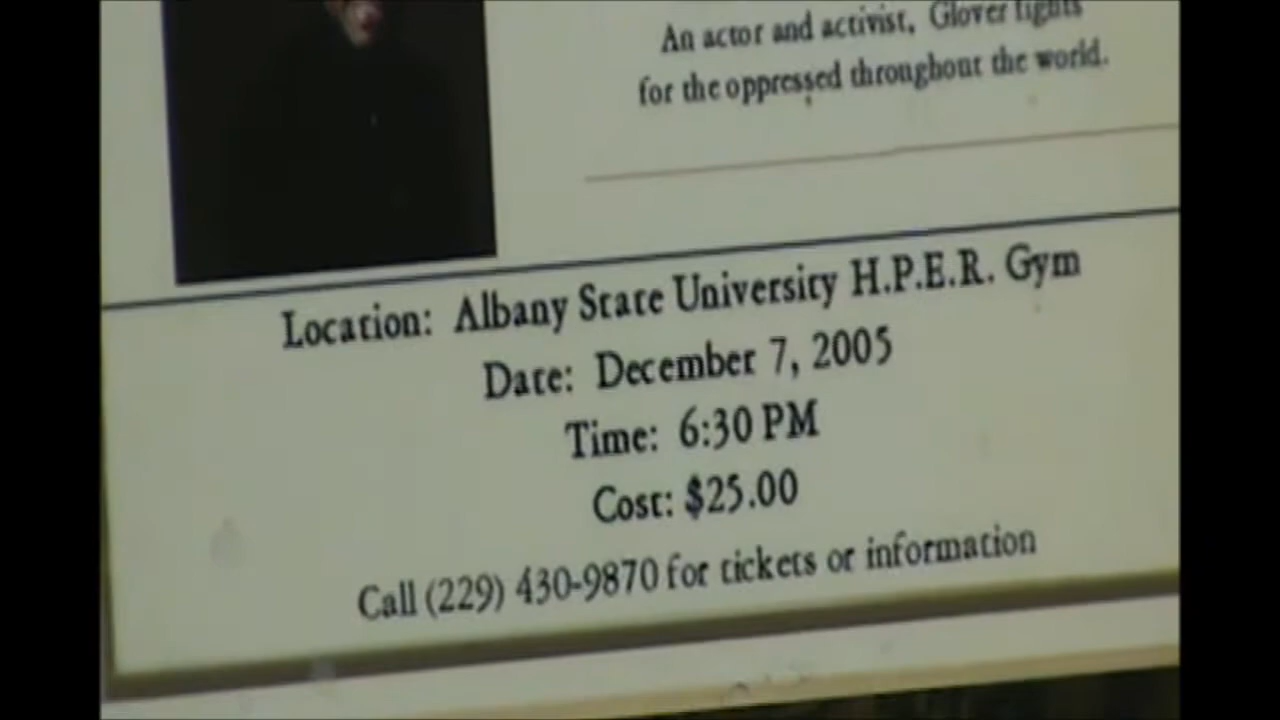 An actor and activist, Glover fights
for the oppressed throughout the world.
Location: Albany State University H.P.E.R. Gym
Date: December 7, 2005
Time: 6:30 PM
Cost: $25.00
Call (229) 430-9870 for tickets or information